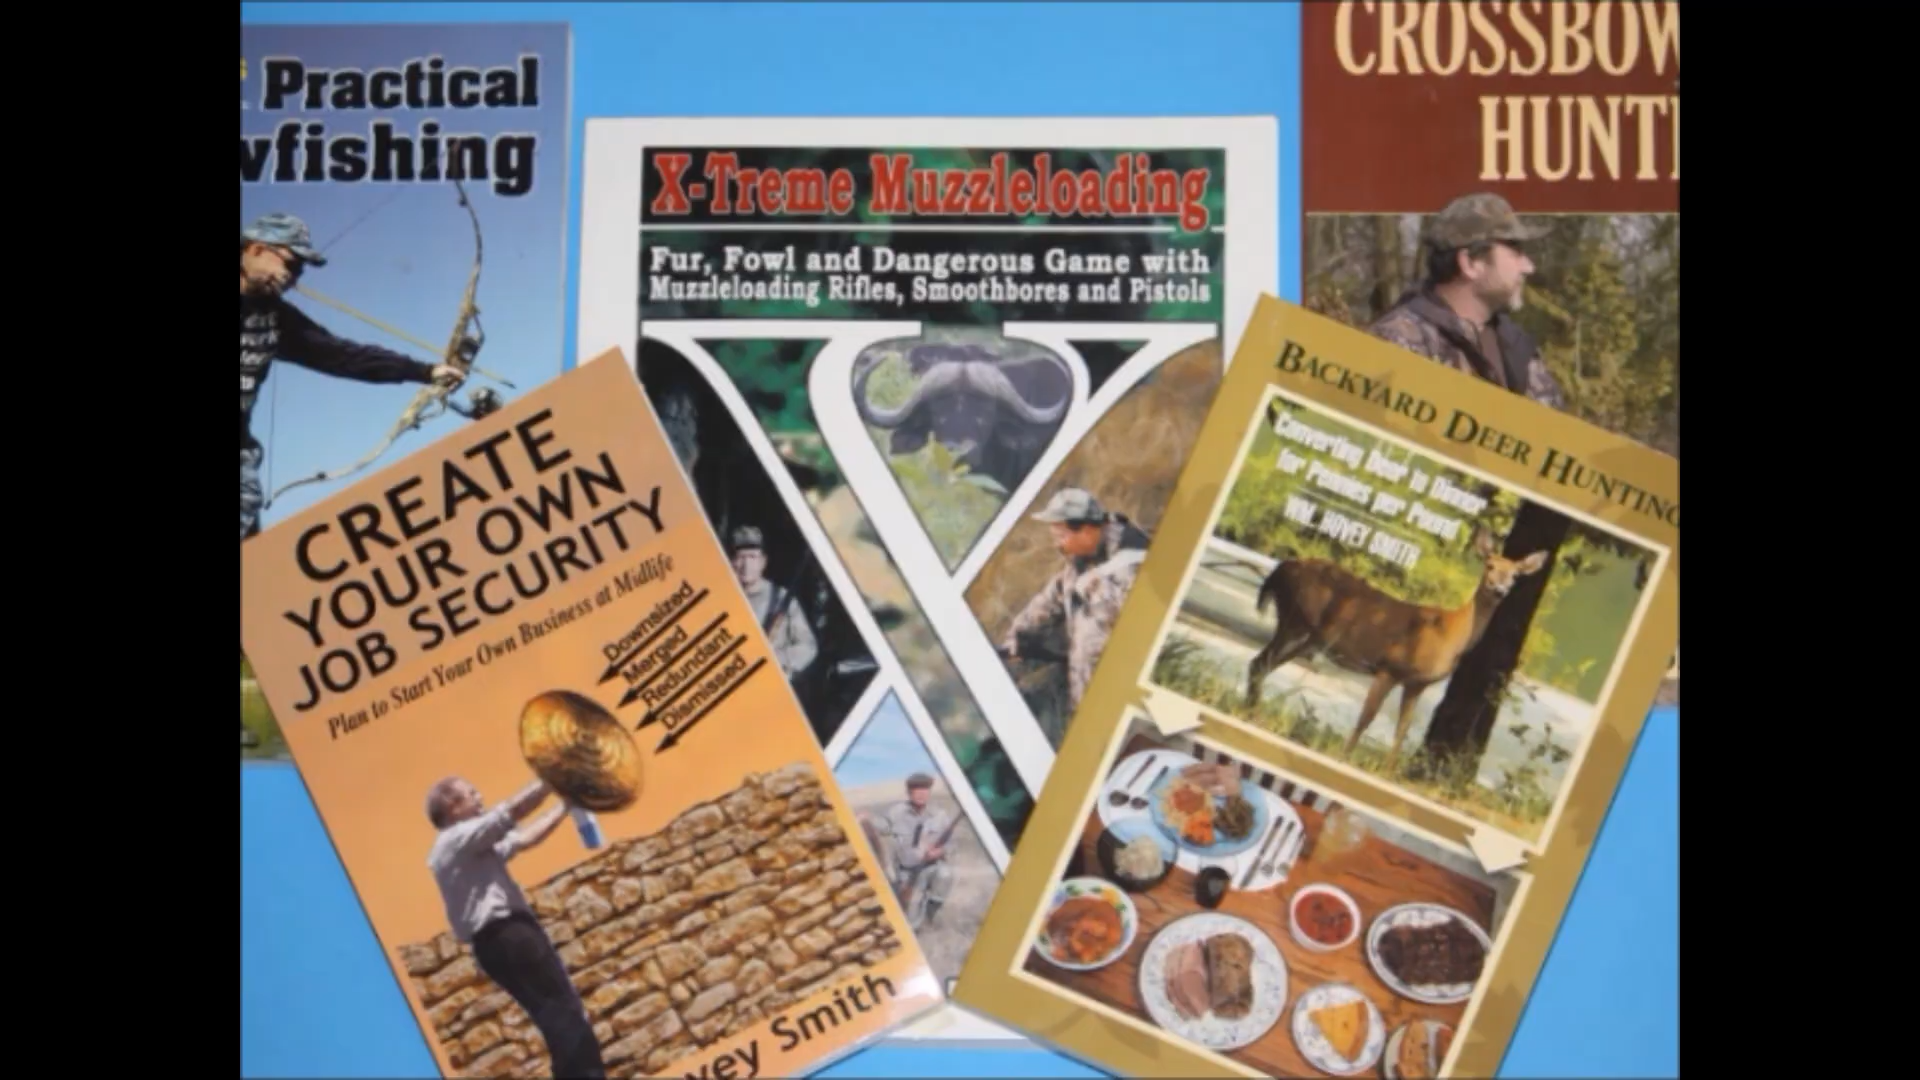 Practical
wfishing
X-Treme Muzzleloading
Fur, Fowl and Dangerous Game with
Muzzleloading Rifles, Smoothbores and Pistols
CROSSBOW
HUNTI
CREATE
YOUR OWN
JOB SECURITY
Plan to Start Your Own Business at Midlife
Downsized
Merged
Redundant
Dismissed
vey Smith
BACKYARD DEER HUNTING
Converting Deer to Dinner
for Pennies per Pound
WM. HOVEY SMITH